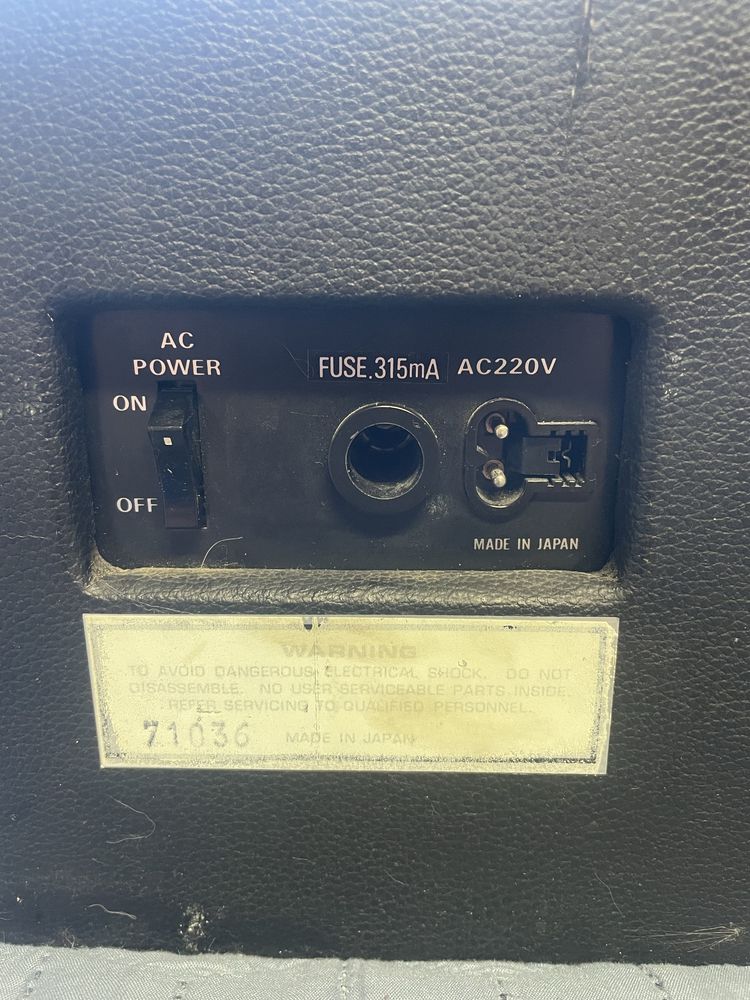 AC
POWER
ON
OFF
FUSE.315mA
AC220V
MADE IN JAPAN
WARNING
TO AVOID DANGEROUS ELECTRICAL SHOCK, DO NOT
DISASSEMBLE. NO USER SERVICEABLE PARTS INSIDE.
REFER SERVICING TO QUALIFIED PERSONNEL.
71036
MADE IN JAPAN